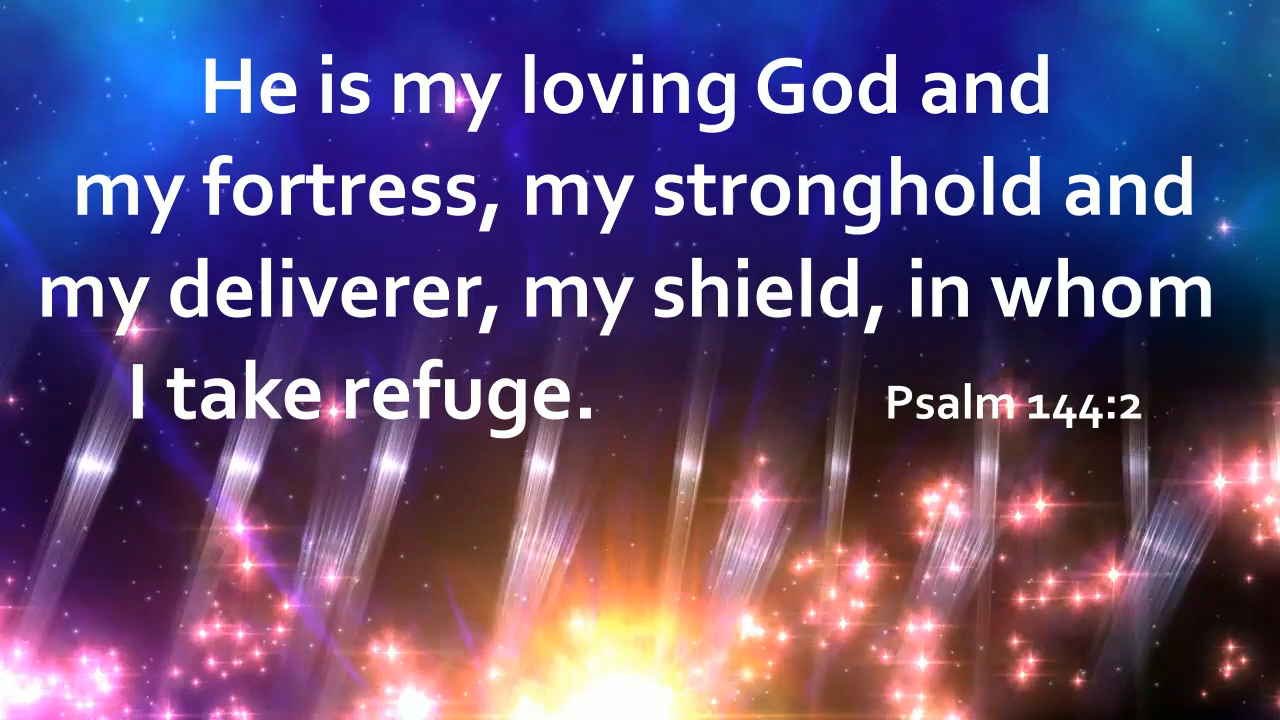 He is my loving God and
my fortress, my stronghold and
my deliverer, my shield, in whom
I take refuge. Psalm 144:2